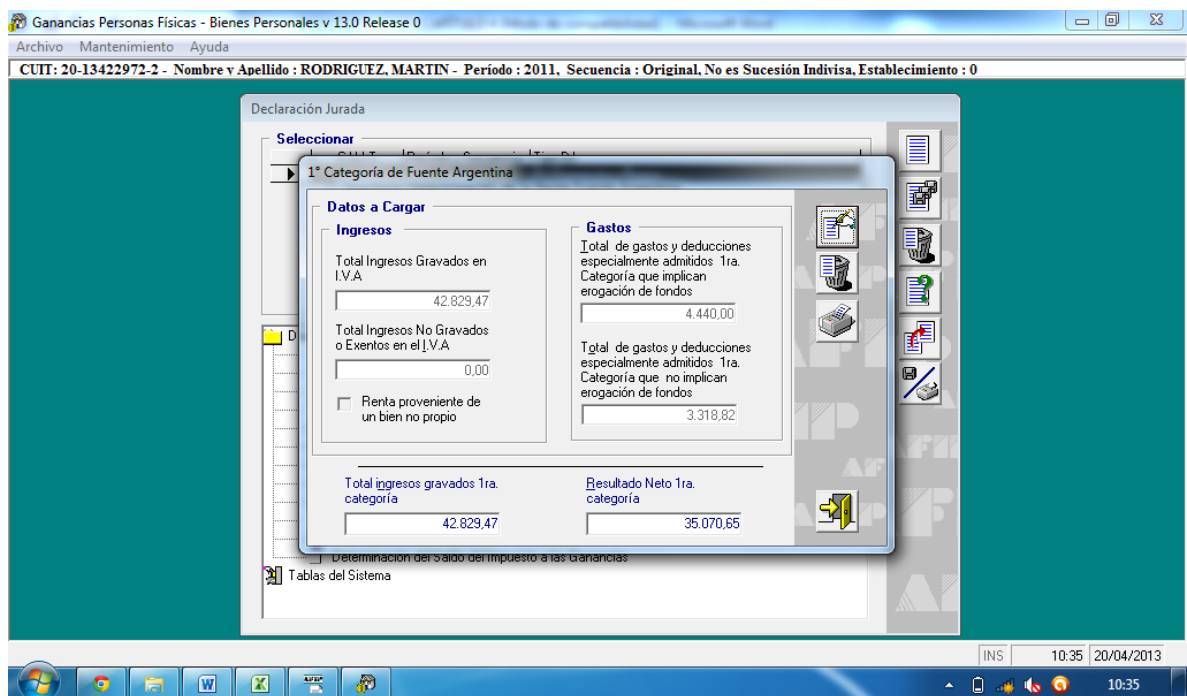 Ganancias Personas Físicas - Bienes Personales v 13.0 Release 0
Archivo Mantenimiento Ayuda
CUIT: 20-13422972-2 - Nombre y Apellido : RODRIGUEZ, MARTIN - Período : 2011, Secuencia : Original, No es Sucesión Indivisa, Establecimiento : 0
Declaración Jurada
Seleccionar
1° Categoría de Fuente Argentina
Datos a Cargar
Ingresos
Total Ingresos Gravados en
I.V.A
42.829,47
Total Ingresos No Gravados
o Exentos en el I.V.A
0,00
Renta proveniente de
un bien no propio
Gastos
Total de gastos y deducciones
especialmente admitidos 1ra.
Categoría que implican
erogación de fondos
4.440,00
Total de gastos y deducciones
especialmente admitidos 1ra.
Categoría que no implican
erogación de fondos
3.318,82
Total ingresos gravados 1ra.
categoría
42.829,47
Resultado Neto 1ra.
categoría
35.070,65
D
Determinación del Saldo del Impuesto a las Ganancias
Tablas del Sistema
AFIP
INS
10:35 20/04/2013
10:35